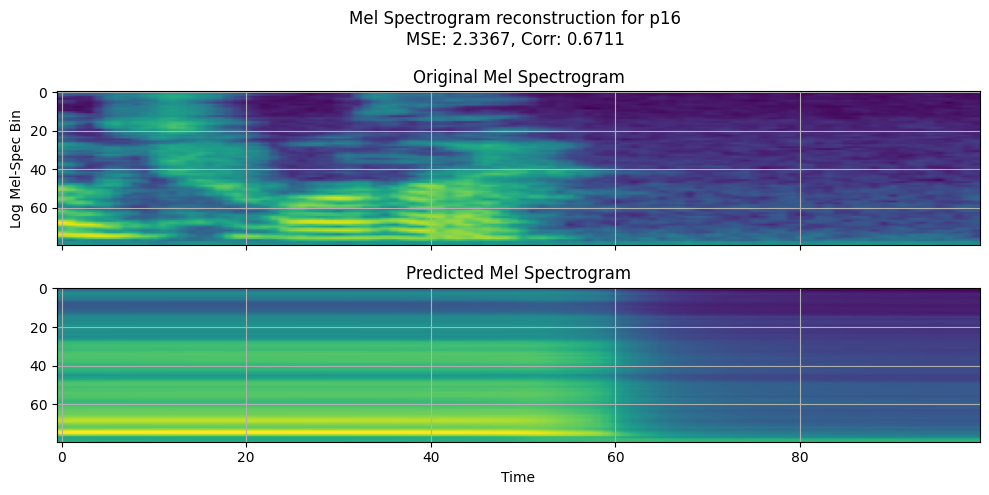 Mel Spectrogram reconstruction for p16
MSE: 2.3367, Corr: 0.6711
Original Mel Spectrogram
0
20
40
60
Log Mel-Spec Bin
Predicted Mel Spectrogram
0
20
40
60
0 20 40 60 80
Time